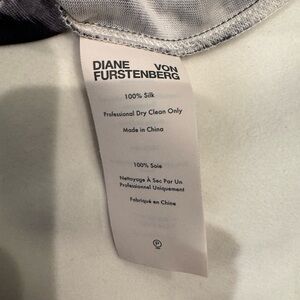 DIANE VON
FURSTENBERG
100% Silk
Professional Dry Clean Only
Made in China
100% Soie
Nettoyage À Sec Par Un
Professionel Uniquement
Fabriqué en Chine
P